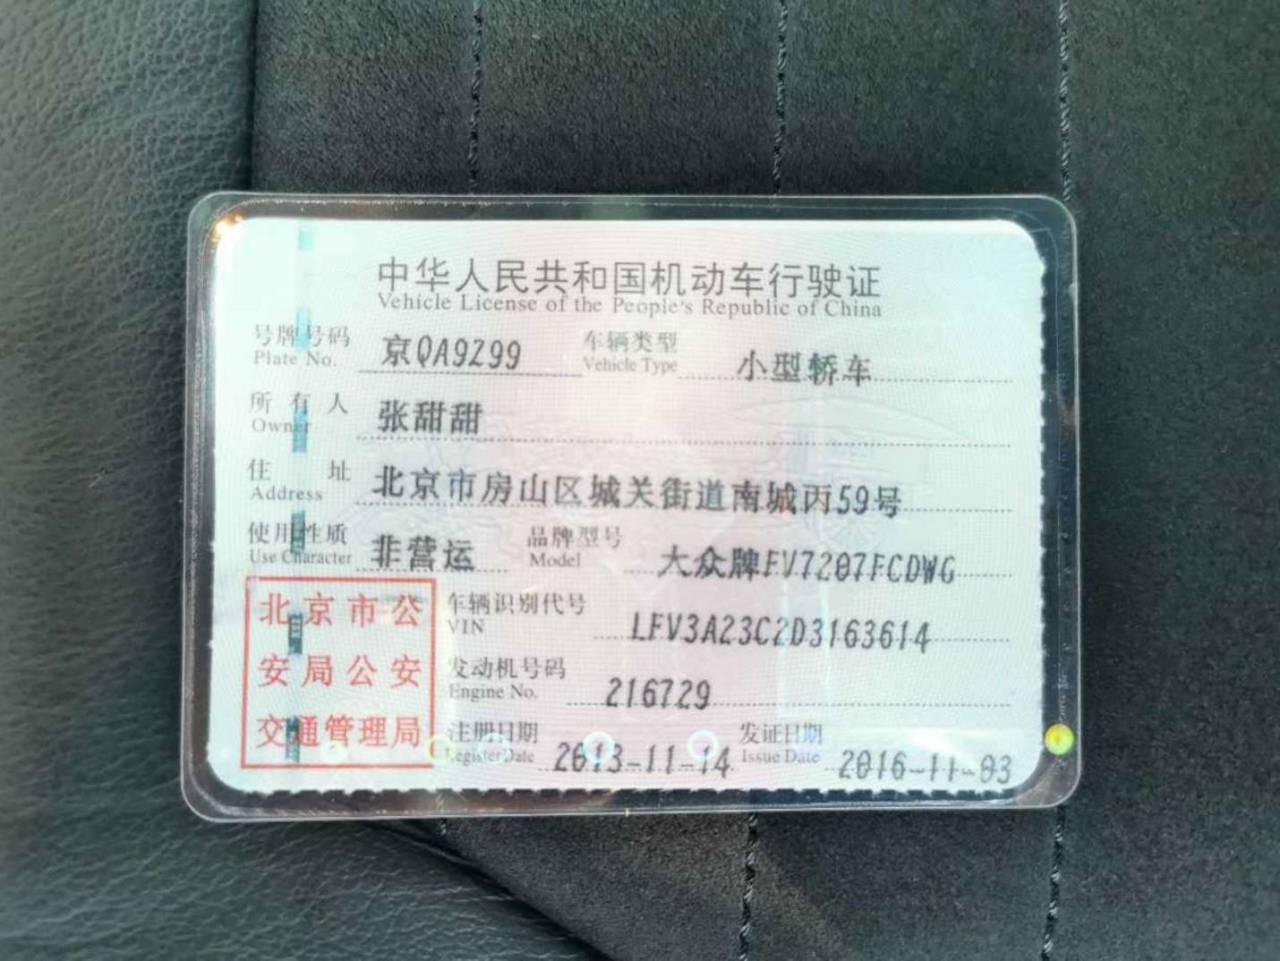 中华人民共和国机动车行驶证
Vehicle License of the People's Republic of China
号牌号码 京QA9Z99 车辆类型 小型轿车
Plate No. Vehicle Type
所有人 张甜甜
Owner
住址 北京市房山区城关街道南城丙59号
Address
使用性质 非营运 品牌型号 大众牌FV7207FCDWG
Use Character Model
北京市公
安局公安
交通管理局
车辆识别代号 LFV3A23C2D3163614
VIN
发动机号码 216729
Engine No.
注册日期 2013-11-14 发证日期 2016-11-03
Register Date Issue Date